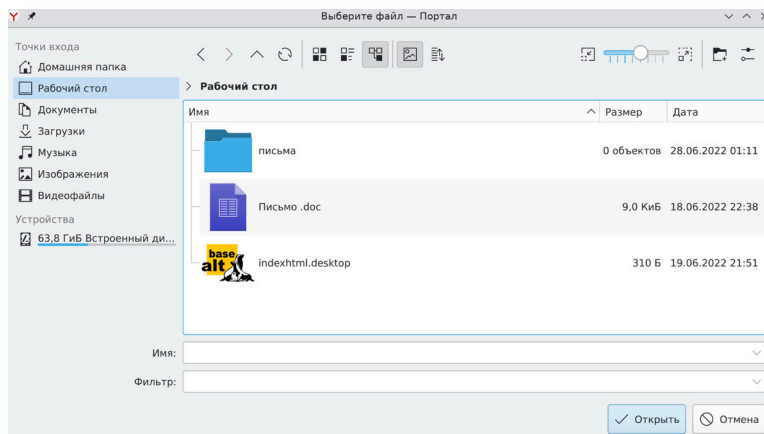 Выберите файл — Портал
Точки входа
Домашняя папка
Рабочий стол
Документы
Загрузки
Музыка
Изображения
Видеофайлы
Устройства
63,8 ГиБ Встроенный ди...
> Рабочий стол
Имя Размер Дата
письма 0 объектов 28.06.2022 01:11
Письмо .doc 9,0 КиБ 18.06.2022 22:38
base alt indexhtml.desktop 310 Б 19.06.2022 21:51
Имя:
Фильтр:
Открыть Отмена